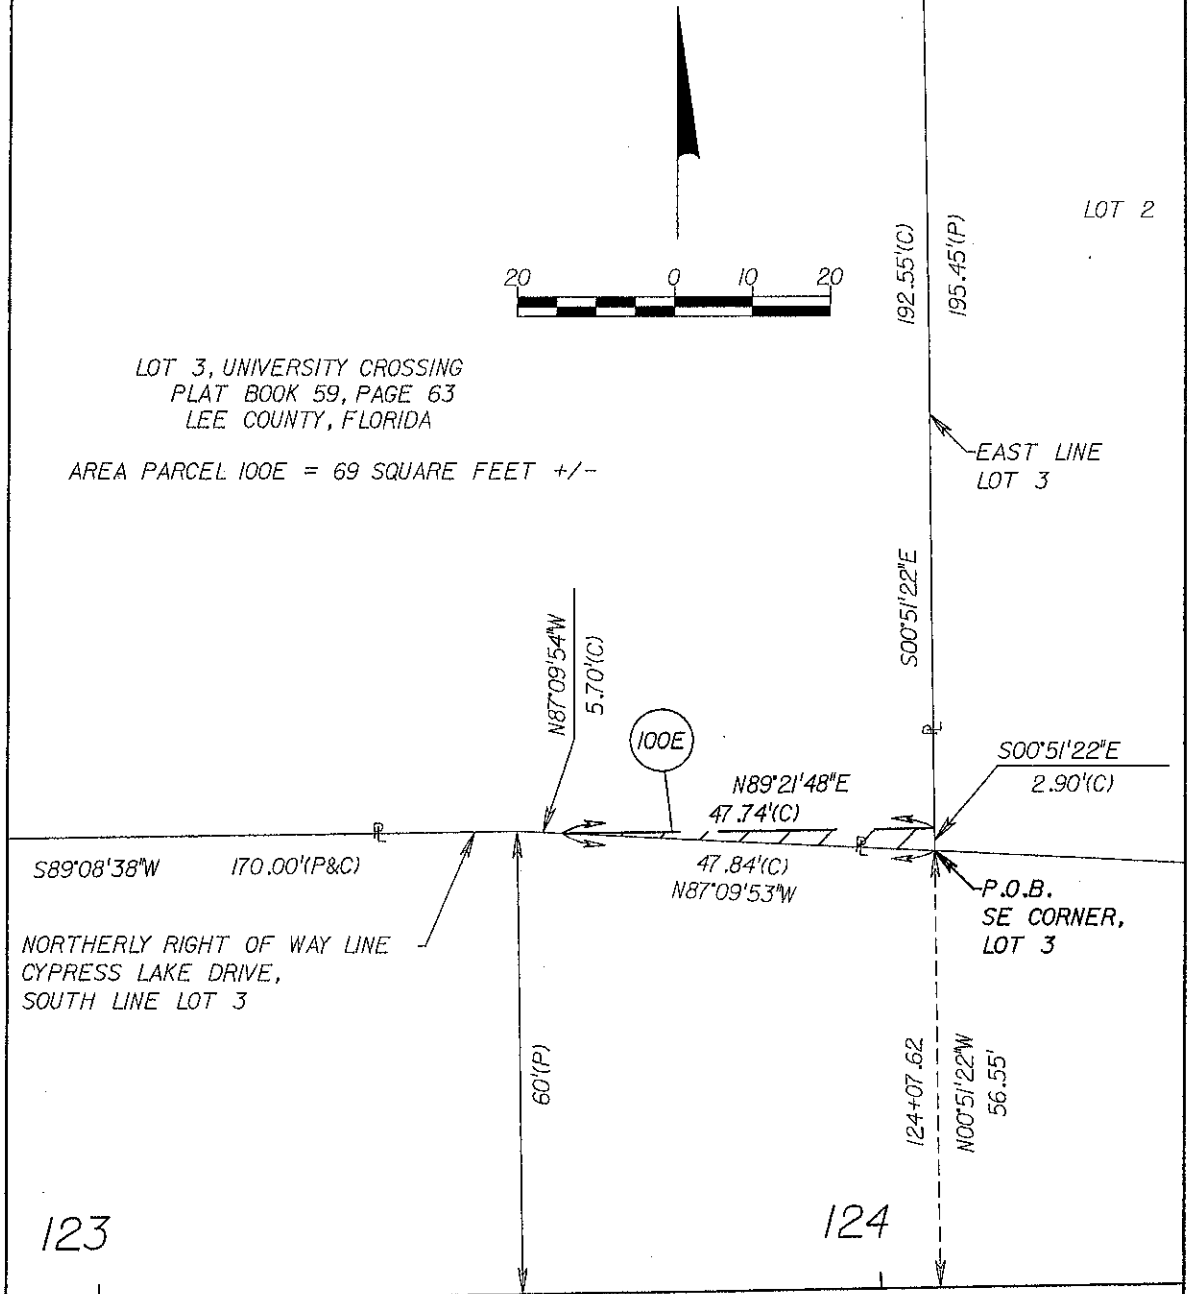 LOT 2
192.55'(C)
195.45'(P)
20 0 10 20
LOT 3, UNIVERSITY CROSSING
PLAT BOOK 59, PAGE 63
LEE COUNTY, FLORIDA
AREA PARCEL 100E = 69 SQUARE FEET +/-
EAST LINE
LOT 3
S00°51'22"E
N87°09'54"W
5.70'(C)
100E
N89°21'48"E
47.74'(C)
S00°51'22"E
2.90'(C)
PL
PL
PL
S89°08'38"W 170.00'(P&C)
47.84'(C)
N87°09'53"W
P.O.B.
SE CORNER,
LOT 3
NORTHERLY RIGHT OF WAY LINE
CYPRESS LAKE DRIVE,
SOUTH LINE LOT 3
60'(P)
124+07.62
N00°51'22"W
56.55'
123
124